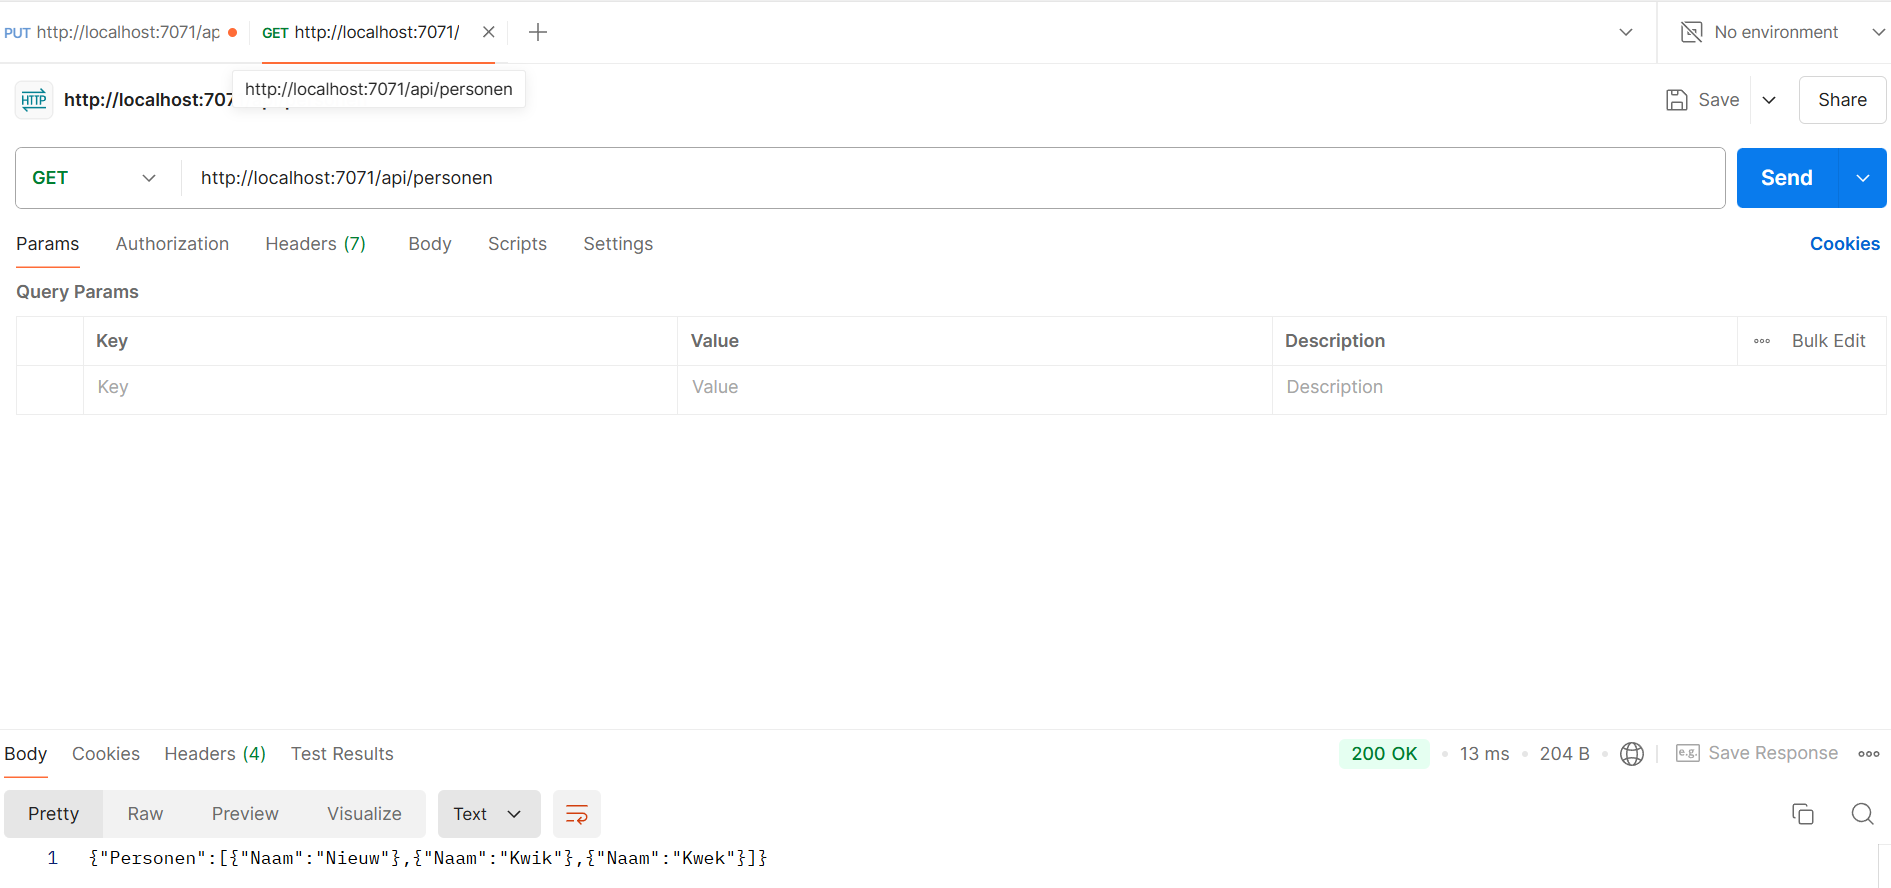 PUT http://localhost:7071/ap GET http://localhost:7071/ No environment
http://localhost:7071/api/personen
HTTP http://localhost:707 Save Share
GET http://localhost:7071/api/personen Send
Params Authorization Headers (7) Body Scripts Settings Cookies
Query Params
Key Value Description Bulk Edit
Key Value Description
Body Cookies Headers (4) Test Results 200 OK 13 ms 204 B e.g. Save Response
Pretty Raw Preview Visualize Text
1 {"Personen":[{"Naam":"Nieuw"},{"Naam":"Kwik"},{"Naam":"Kwek"}]}